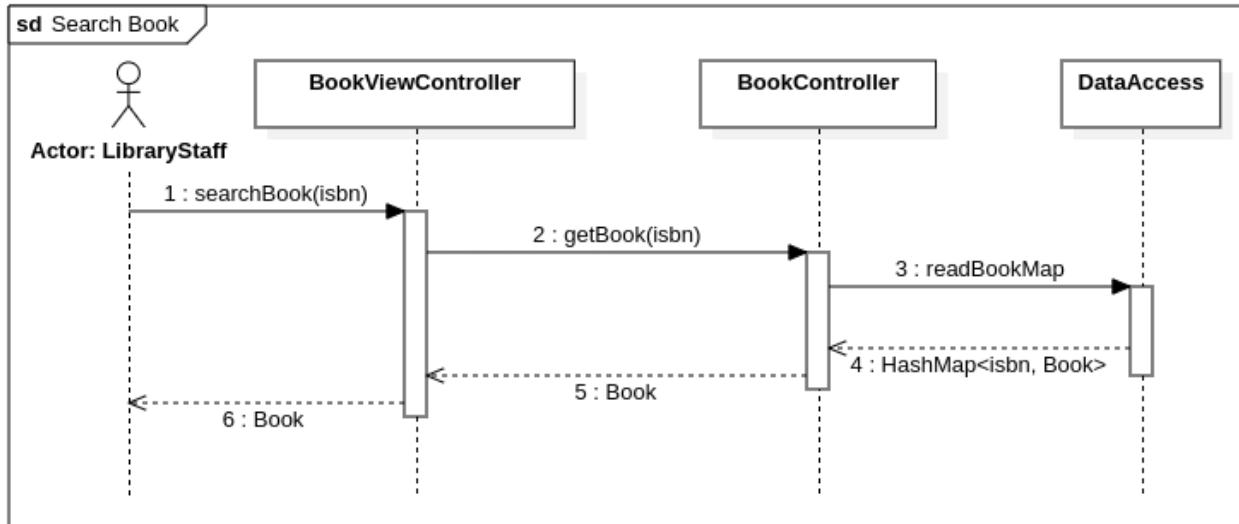 sd Search Book
BookViewController
BookController
DataAccess
Actor: LibraryStaff
1 : searchBook(isbn)
2 : getBook(isbn)
3 : readBookMap
4 : HashMap<isbn, Book>
5 : Book
6 : Book